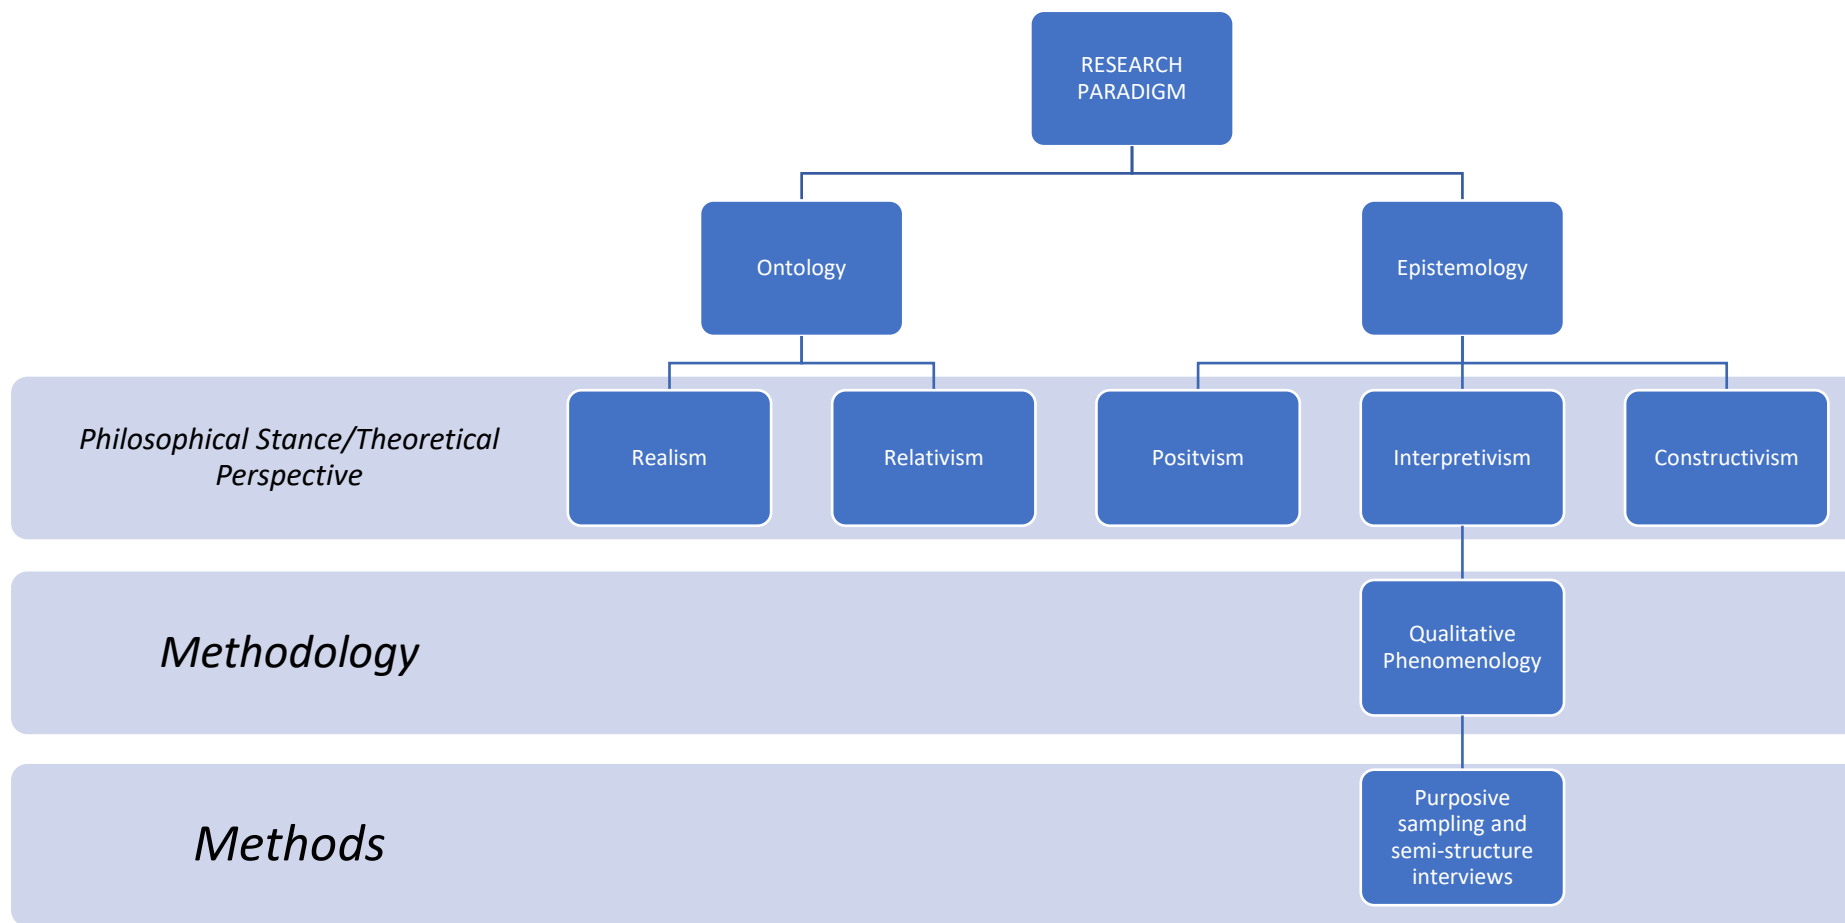 RESEARCH
PARADIGM
Ontology
Epistemology
Philosophical Stance/Theoretical
Perspective
Realism
Relativism
Positvism
Interpretivism
Constructivism
Methodology
Qualitative
Phenomenology
Methods
Purposive
sampling and
semi-structure
interviews